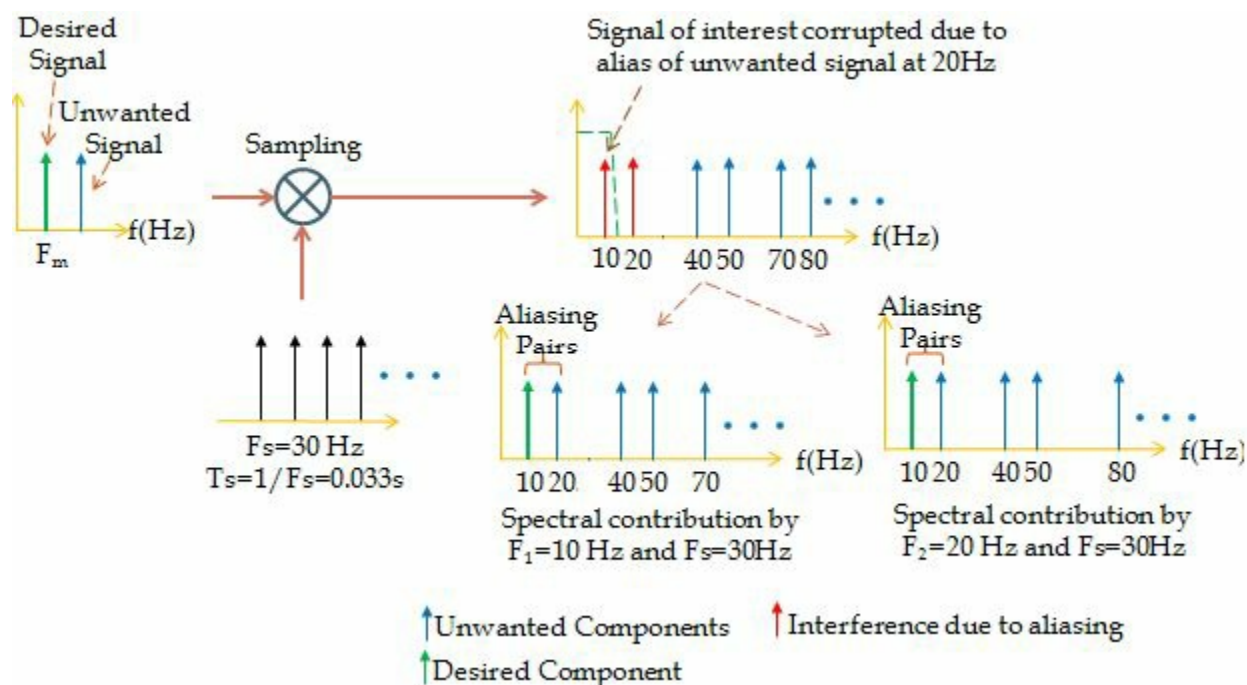 Desired
Signal
Unwanted
Signal
f(Hz)
Fm
Sampling
Fs=30 Hz
Ts=1/Fs=0.033s
Signal of interest corrupted due to
alias of unwanted signal at 20Hz
f(Hz)
10 20 40 50 70 80
Aliasing
Pairs
f(Hz)
10 20 40 50 70
Spectral contribution by
F1=10 Hz and Fs=30Hz
Aliasing
Pairs
f(Hz)
10 20 40 50 80
Spectral contribution by
F2=20 Hz and Fs=30Hz
Unwanted Components
Interference due to aliasing
Desired Component